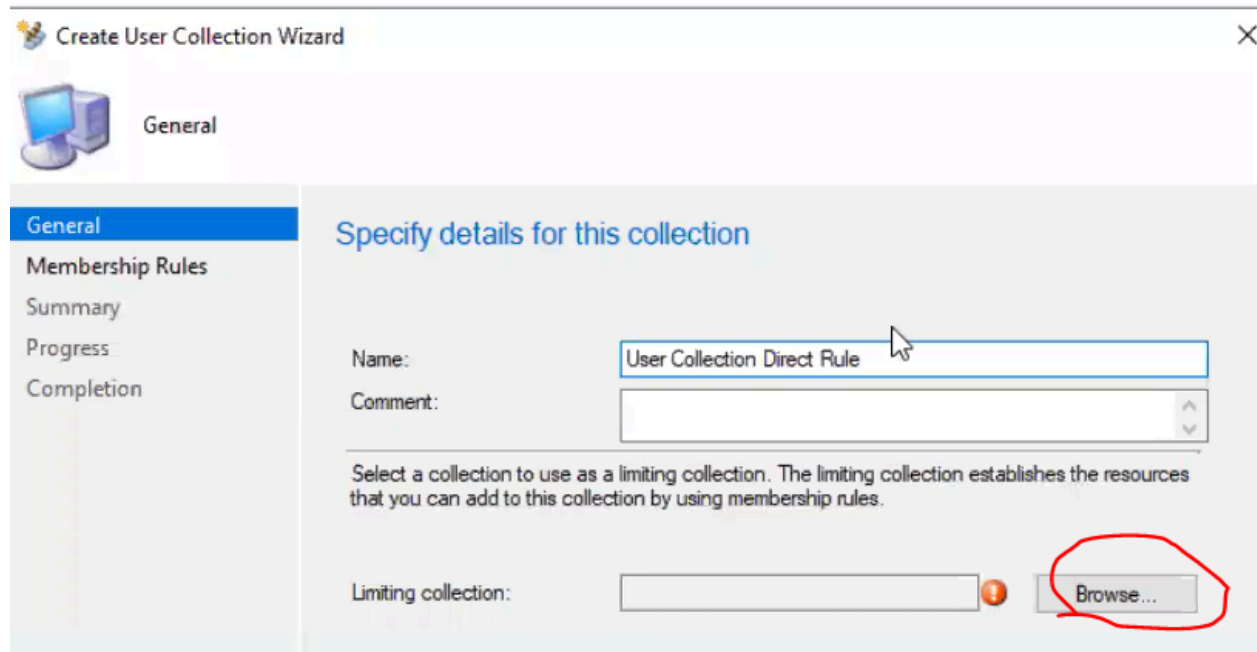 Create User Collection Wizard
General
General
Membership Rules
Summary
Progress
Completion
Specify details for this collection
Name:
User Collection Direct Rule
Comment:
Select a collection to use as a limiting collection. The limiting collection establishes the resources
that you can add to this collection by using membership rules.
Limiting collection:
Browse...